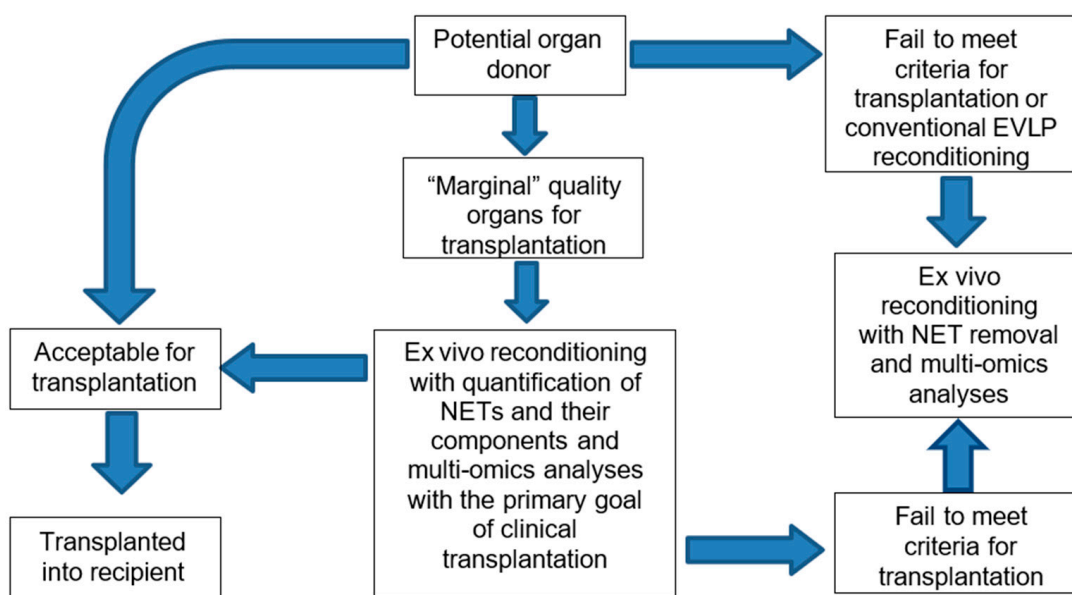 Potential organ
donor
Fail to meet
criteria for
transplantation or
conventional EVLP
reconditioning
“Marginal” quality
organs for
transplantation
Ex vivo
reconditioning
with NET removal
and multi-omics
analyses
Acceptable for
transplantation
Ex vivo reconditioning
with quantification of
NETs and their
components and
multi-omics analyses
with the primary goal
of clinical
transplantation
Transplanted
into recipient
Fail to meet
criteria for
transplantation